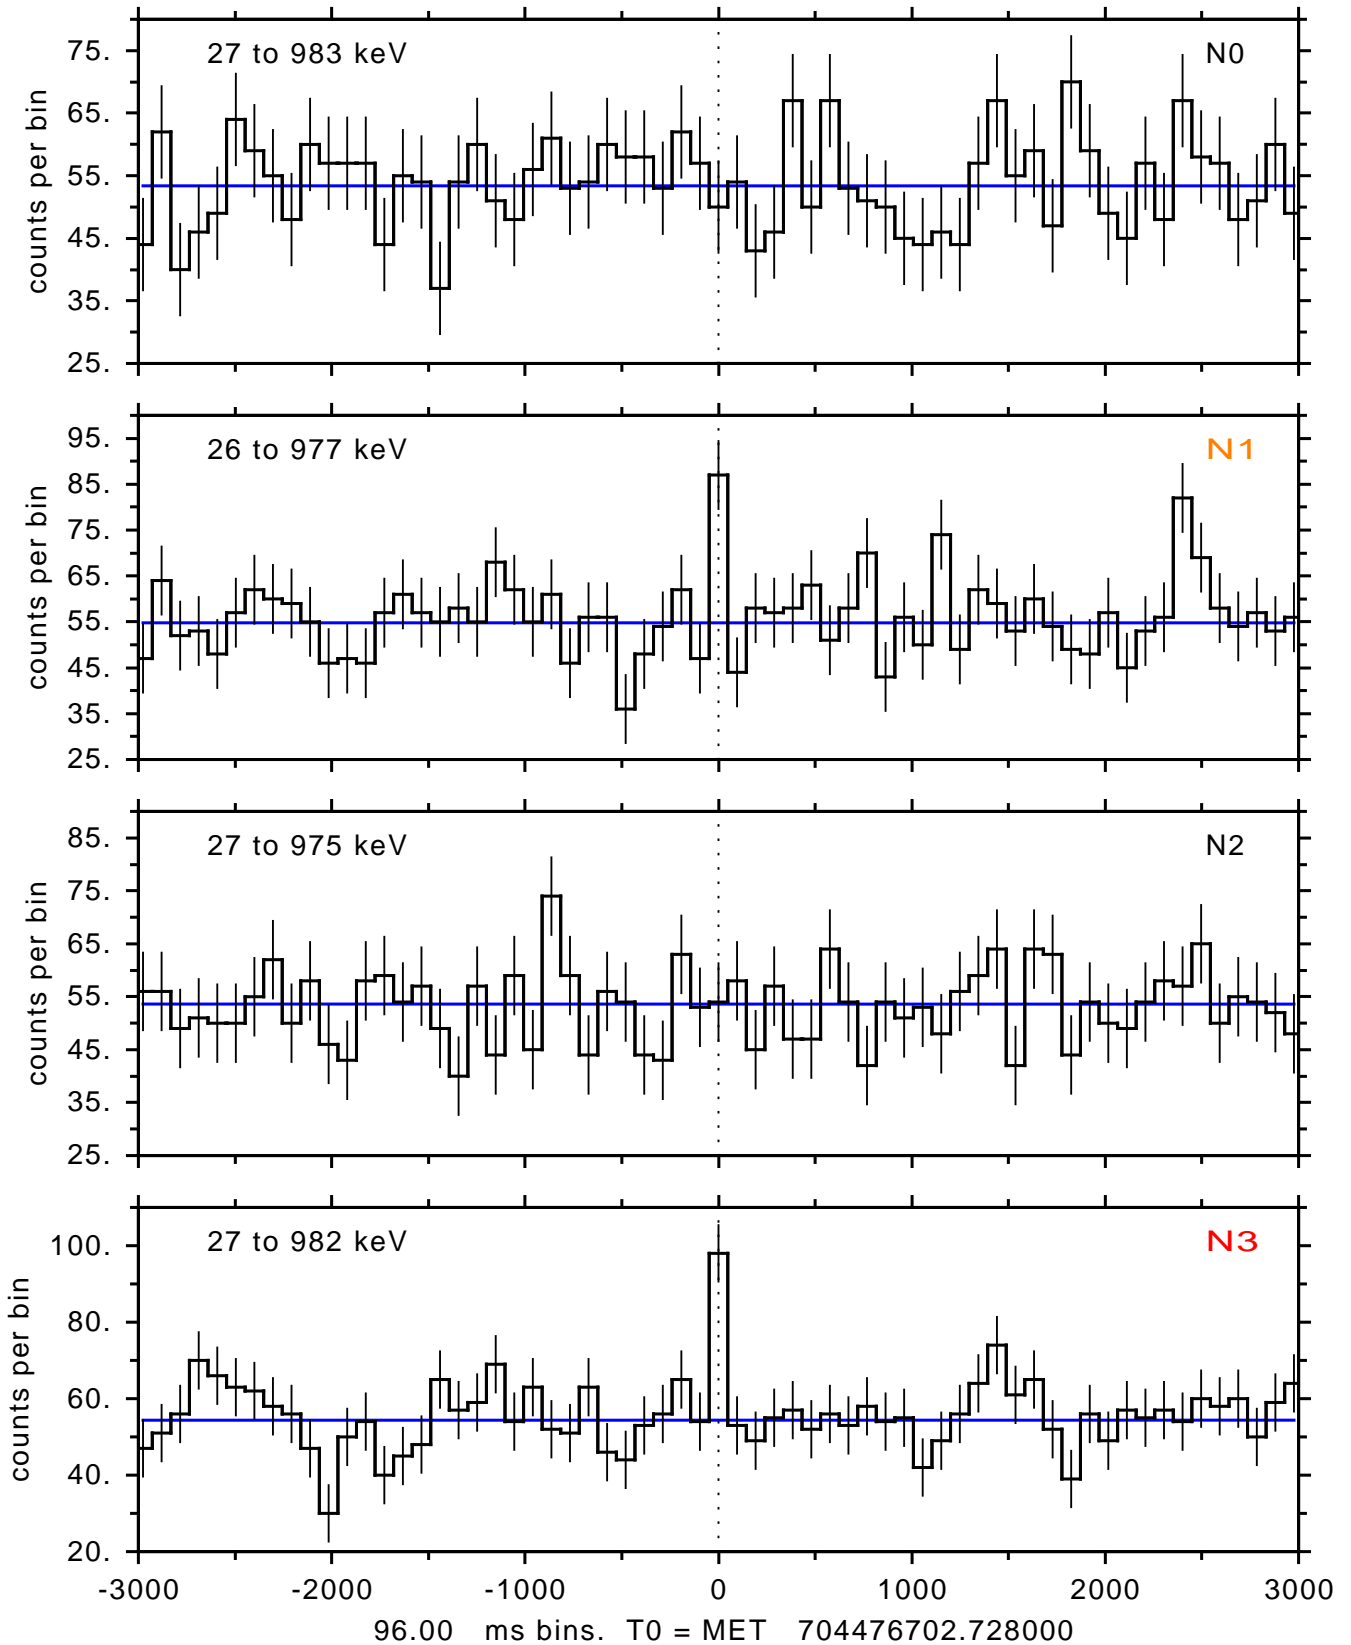 27 to 983 keV N0
75.
65.
55.
45.
35.
25.
counts per bin
26 to 977 keV N1
95.
85.
75.
65.
55.
45.
35.
25.
counts per bin
27 to 975 keV N2
85.
75.
65.
55.
45.
35.
25.
counts per bin
27 to 982 keV N3
100.
80.
60.
40.
20.
counts per bin
-3000 -2000 -1000 0 1000 2000 3000
96.00 ms bins. T0 = MET 704476702.728000